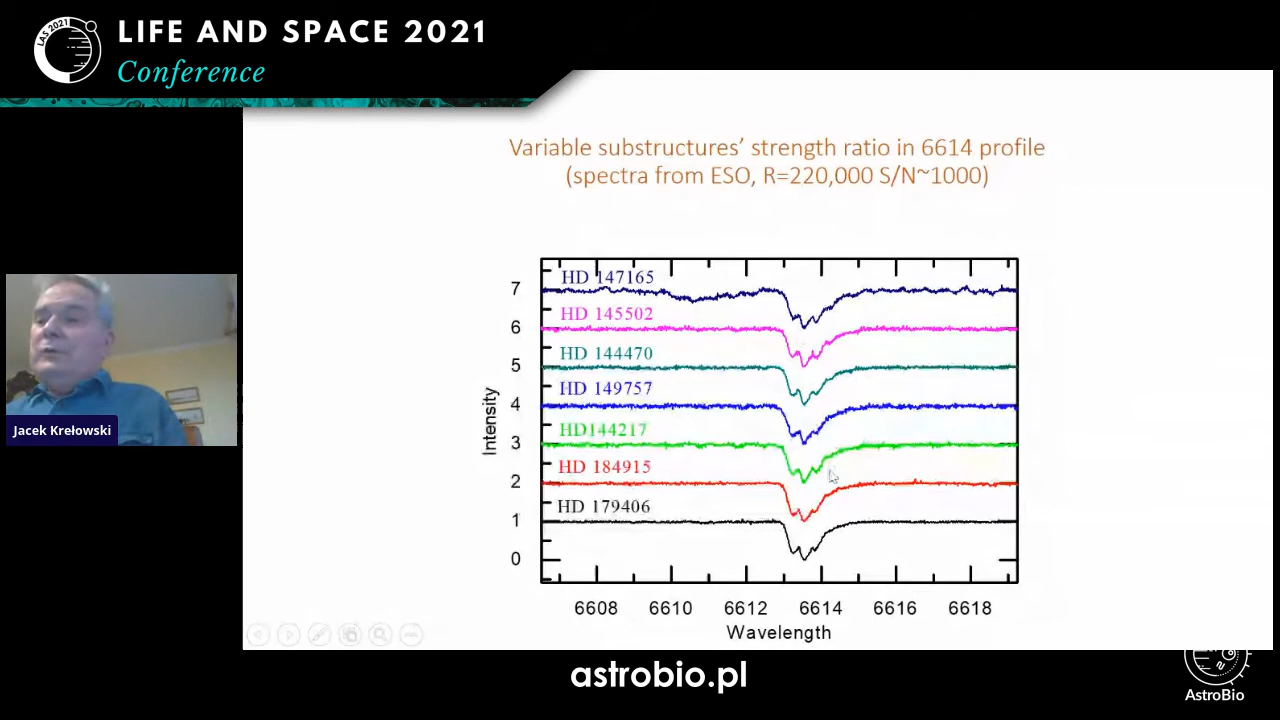 LAS 2021
LIFE AND SPACE 2021
Conference
Variable substructures’ strength ratio in 6614 profile
(spectra from ESO, R=220,000 S/N~1000)
HD 147165
7
HD 145502
6
HD 144470
5
HD 149757
4
HD144217
3
HD 184915
2
HD 179406
1
0
Intensity
6608 6610 6612 6614 6616 6618
Wavelength
Jacek Krełowski
astrobio.pl
AstroBio